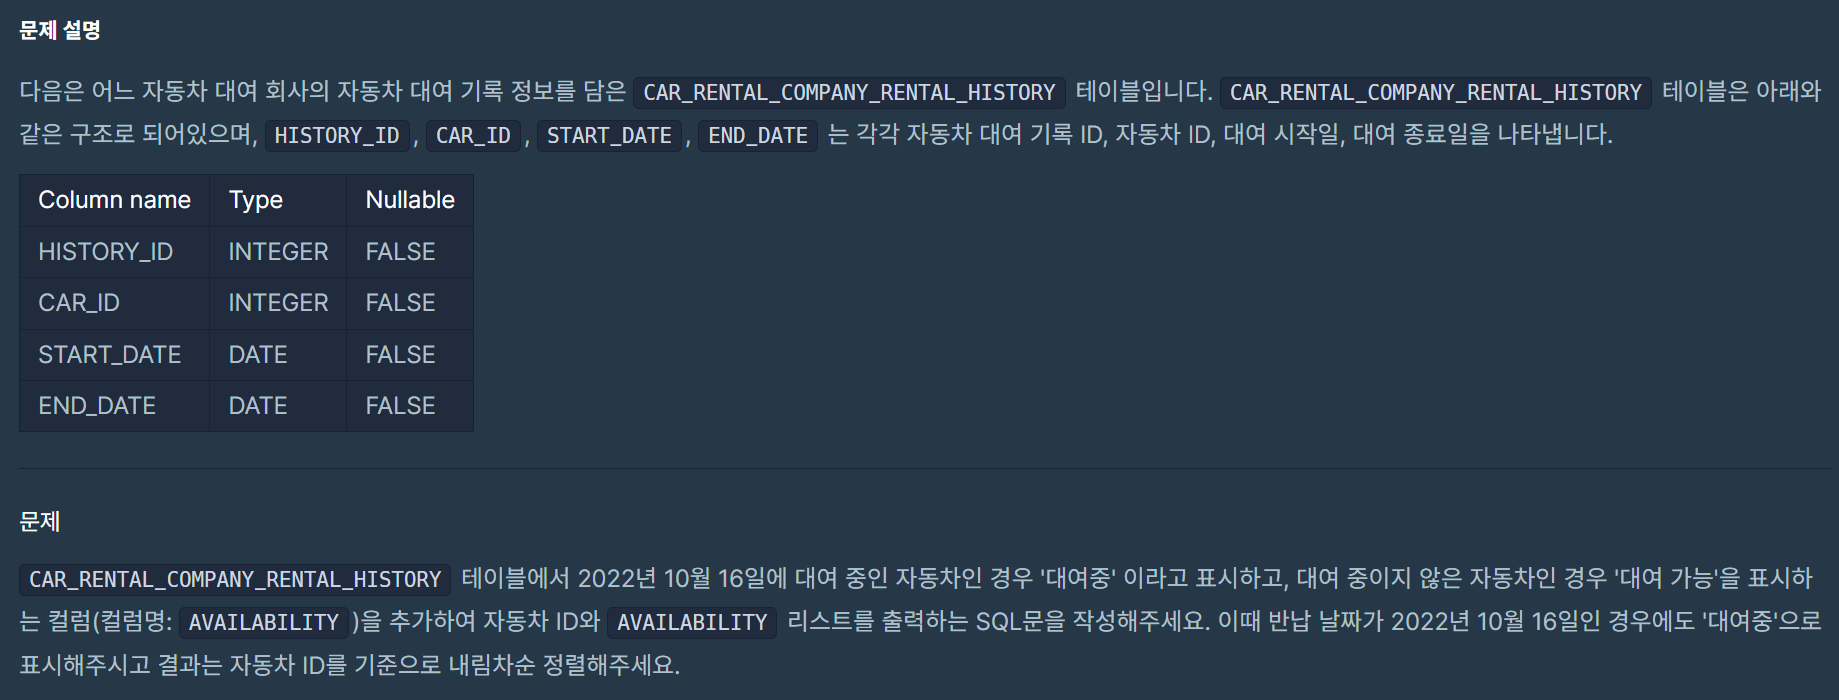 문제 설명
다음은 어느 자동차 대여 회사의 자동차 대여 기록 정보를 담은 CAR_RENTAL_COMPANY_RENTAL_HISTORY 테이블입니다. CAR_RENTAL_COMPANY_RENTAL_HISTORY 테이블은 아래와
같은 구조로 되어있으며, HISTORY_ID, CAR_ID, START_DATE, END_DATE 는 각각 자동차 대여 기록 ID, 자동차 ID, 대여 시작일, 대여 종료일을 나타냅니다.
Column name Type Nullable
HISTORY_ID INTEGER FALSE
CAR_ID INTEGER FALSE
START_DATE DATE FALSE
END_DATE DATE FALSE
문제
CAR_RENTAL_COMPANY_RENTAL_HISTORY 테이블에서 2022년 10월 16일에 대여 중인 자동차인 경우 '대여중' 이라고 표시하고, 대여 중이지 않은 자동차인 경우 '대여 가능'을 표시하
는 컬럼(컬럼명: AVAILABILITY)을 추가하여 자동차 ID와 AVAILABILITY 리스트를 출력하는 SQL문을 작성해주세요. 이때 반납 날짜가 2022년 10월 16일인 경우에도 '대여중'으로
표시해주시고 결과는 자동차 ID를 기준으로 내림차순 정렬해주세요.